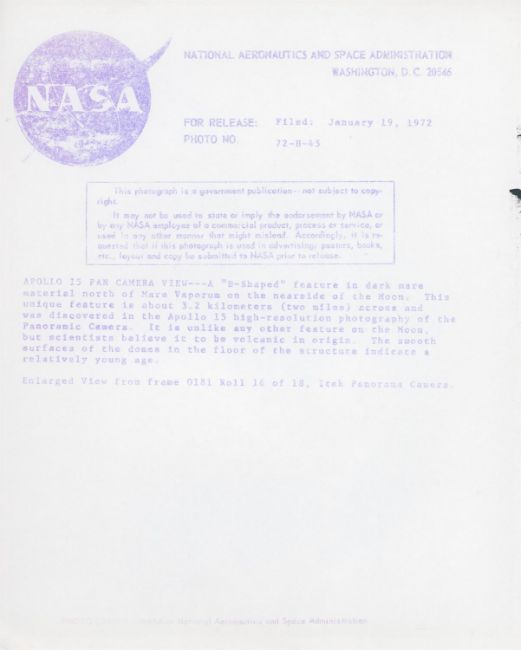 NASA
NATIONAL AERONAUTICS AND SPACE ADMINISTRATION
WASHINGTON, D. C. 20546
FOR RELEASE: Filed: January 19, 1972
PHOTO NO. 72-H-45
This photograph is a government publication--not subject to copy-
right.
It may not be used to state or imply the endorsement by NASA or
by any NASA employee of a commercial product, process or service, or
used in any other manner that might mislead. Accordingly, it is re-
quested that if this photograph is used in advertising, posters, books,
etc., layout and copy be submitted to NASA prior to release.
APOLLO 15 PAN CAMERA VIEW---A "D-Shaped" feature in dark mare
material north of Mare Vaporum on the nearside of the Moon. This
unique feature is about 3.2 kilometers (two miles) across and
was discovered in the Apollo 15 high-resolution photography of the
Panoramic Camera. It is unlike any other feature on the Moon,
but scientists believe it to be volcanic in origin. The smooth
surfaces of the domes in the floor of the structure indicate a
relatively young age.
Enlarged View from frame 0181 Roll 16 of 18, Itek Panorama Camera.
National Aeronautics and Space Administration